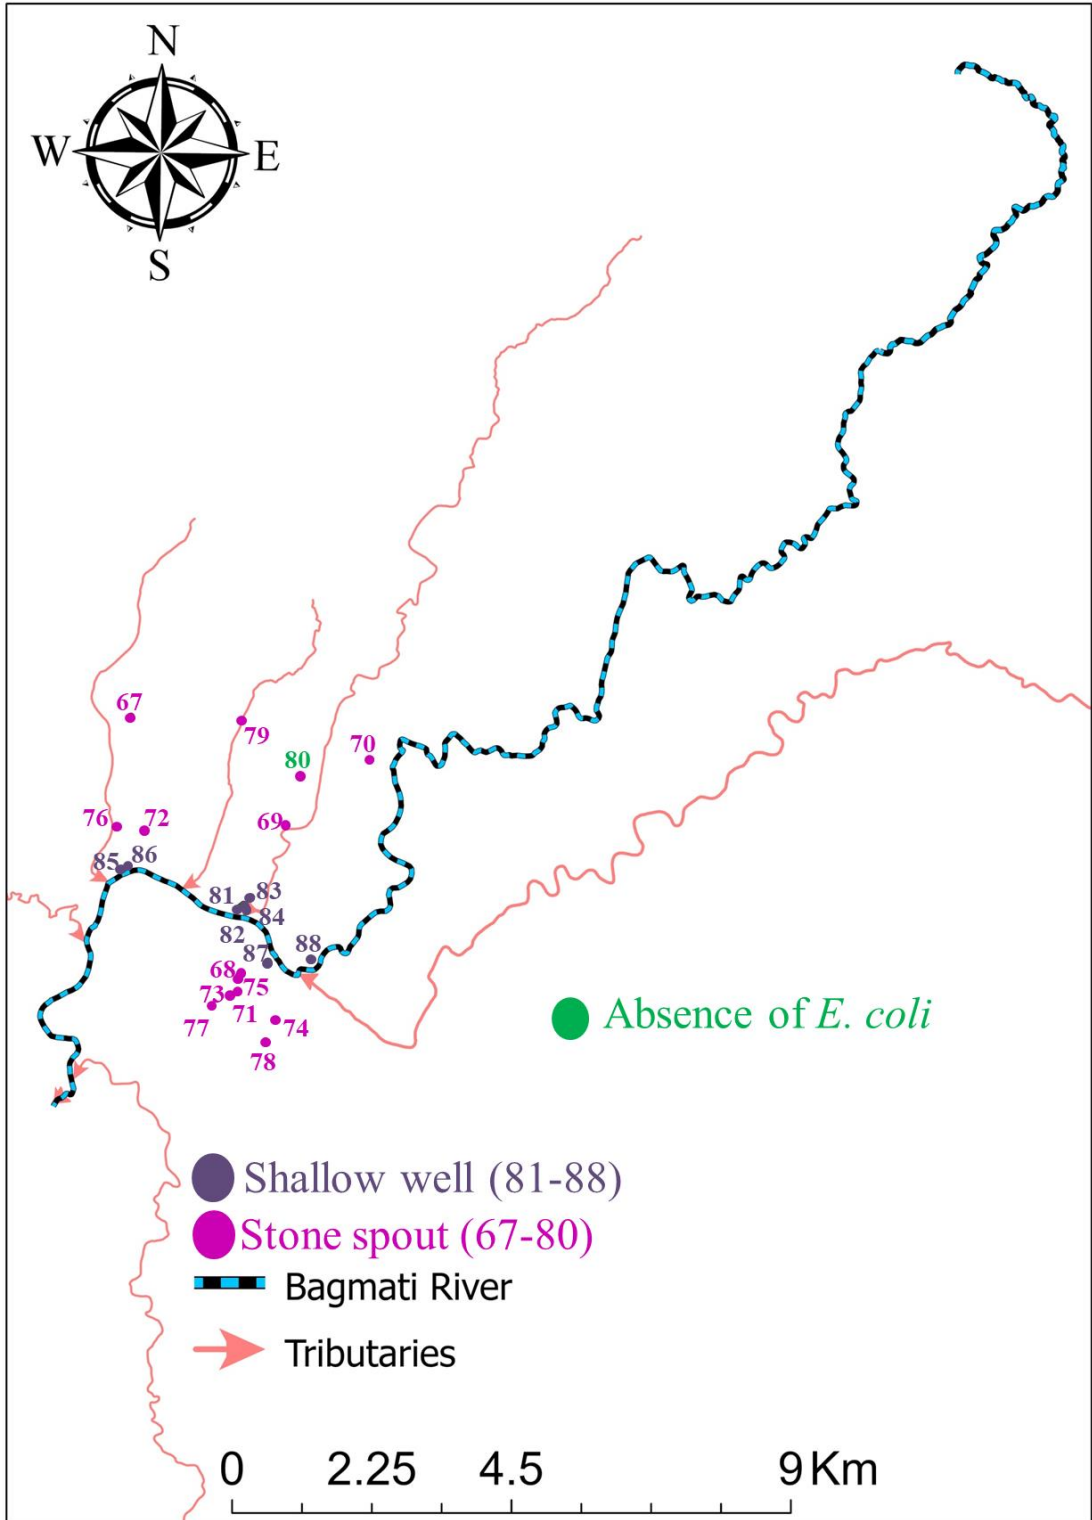 N
W E
S
67
79
80
70
76 72
69
85 86
81 83
82 84
87 88
68
73 75
77 71 74
78
Absence of E. coli
Shallow well (81-88)
Stone spout (67-80)
Bagmati River
Tributaries
0 2.25 4.5 9 Km